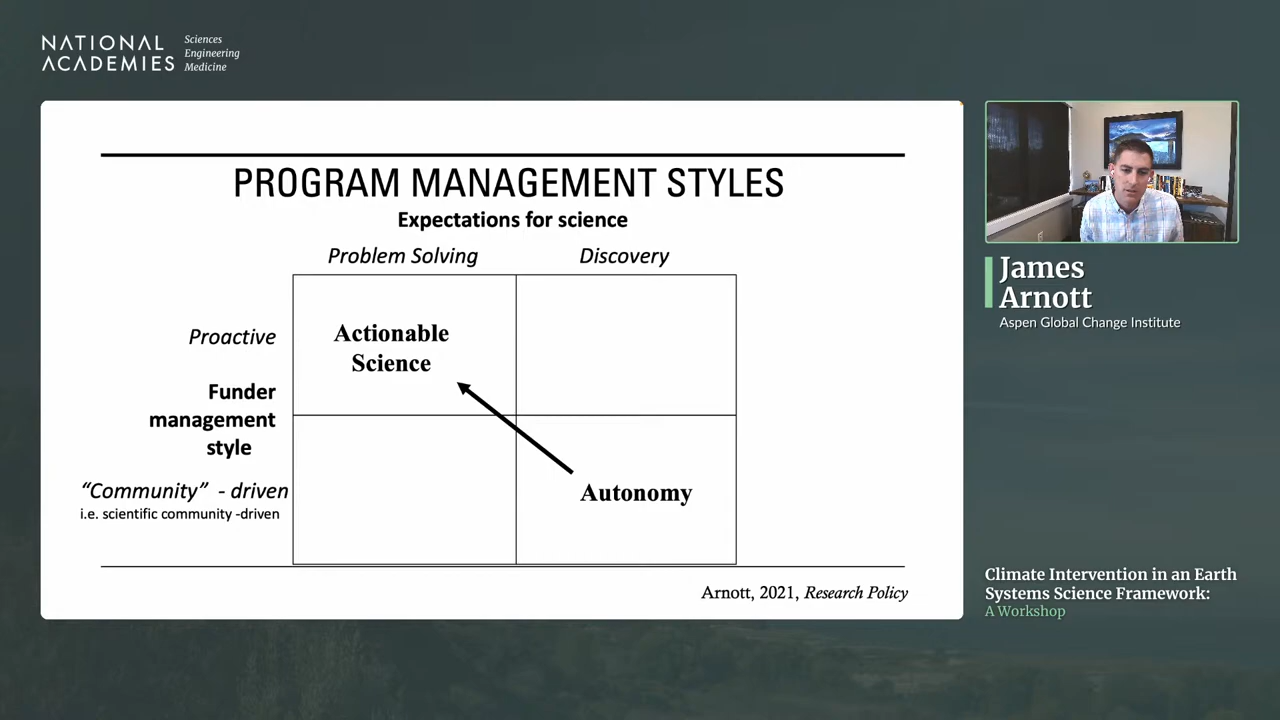 NATIONAL
ACADEMIES
Sciences
Engineering
Medicine
PROGRAM MANAGEMENT STYLES
Expectations for science
Problem Solving
Discovery
Proactive
Actionable
Science
Funder
management
style
“Community” - driven
i.e. scientific community -driven
Autonomy
Arnott, 2021, Research Policy
James
Arnott
Aspen Global Change Institute
Climate Intervention in an Earth
Systems Science Framework:
A Workshop